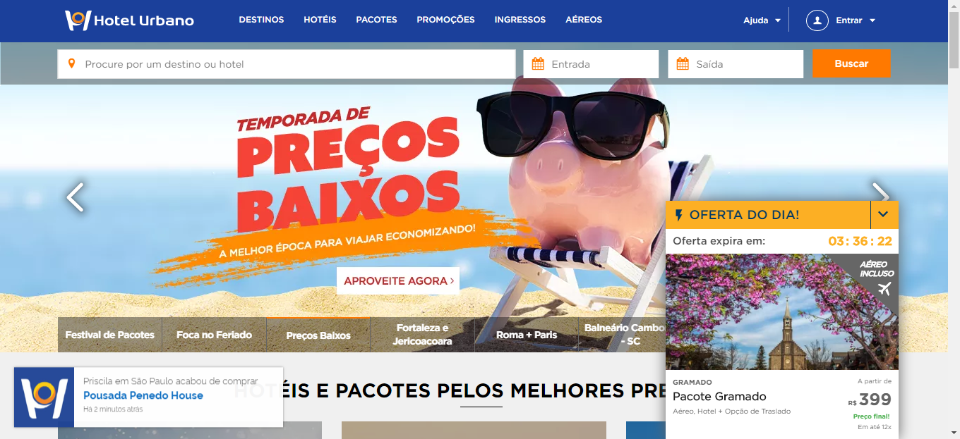 Hotel Urbano
DESTINOS HOTÉIS PACOTES PROMOÇÕES INGRESSOS AÉREOS
Ajuda
Entrar
Procure por um destino ou hotel
Entrada
Saída
Buscar
TEMPORADA DE
PREÇOS
BAIXOS
A MELHOR ÉPOCA PARA VIAJAR ECONOMIZANDO!
APROVEITE AGORA >
Festival de Pacotes
Foca no Feriado
Preços Baixos
Fortaleza e
Jericoacoara
Roma + Paris
Balneário Cambo
- SC
OFERTA DO DIA!
Oferta expira em: 03 : 36 : 22
AÉREO
INCLUSO
GRAMADO
Pacote Gramado
Aéreo, Hotel + Opção de Traslado
A partir de
R$ 399
Preço final!
Em até 12x
Priscila em São Paulo acabou de comprar
Pousada Penedo House
Há 2 minutos atrás
HOTÉIS E PACOTES PELOS MELHORES PRE